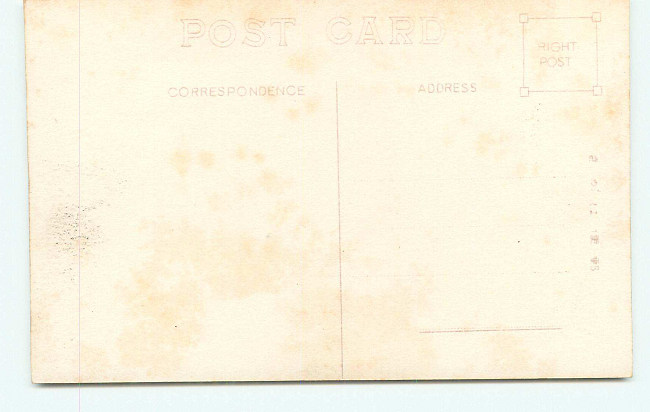 POST CARD
RIGHT
POST
CORRESPONDENCE
ADDRESS